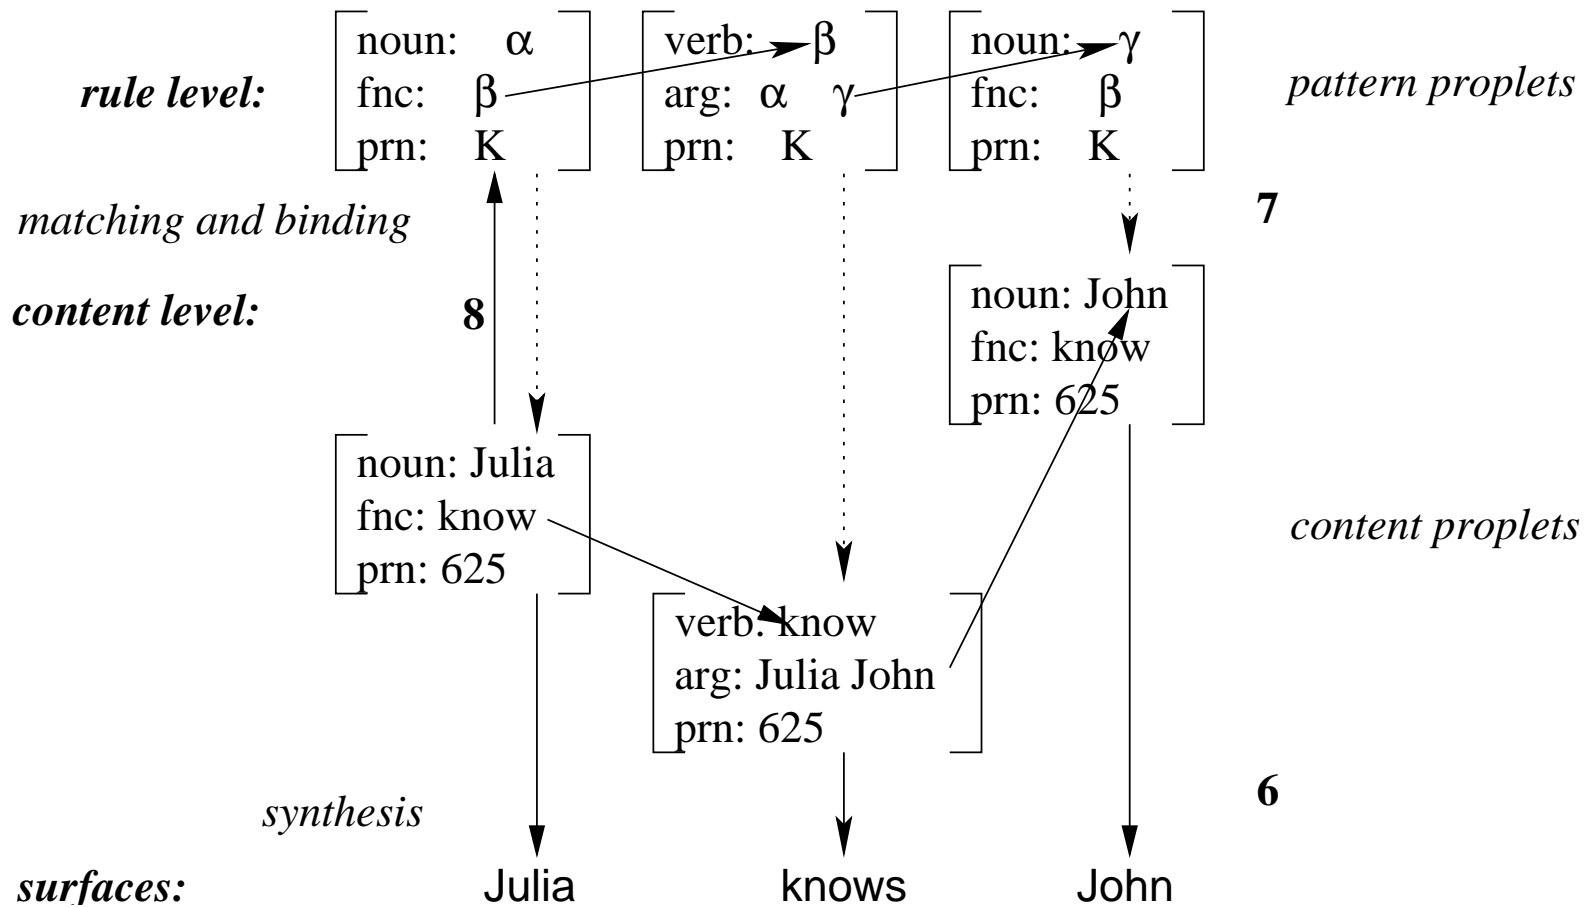 noun: α
fnc: β
prn: K
verb: β
arg: α γ
prn: K
noun: γ
fnc: β
prn: K
rule level:
pattern proplets
matching and binding
7
content level:
8
noun: John
fnc: know
prn: 625
noun: Julia
fnc: know
prn: 625
content proplets
verb: know
arg: Julia John
prn: 625
6
synthesis
surfaces:
Julia
knows
John